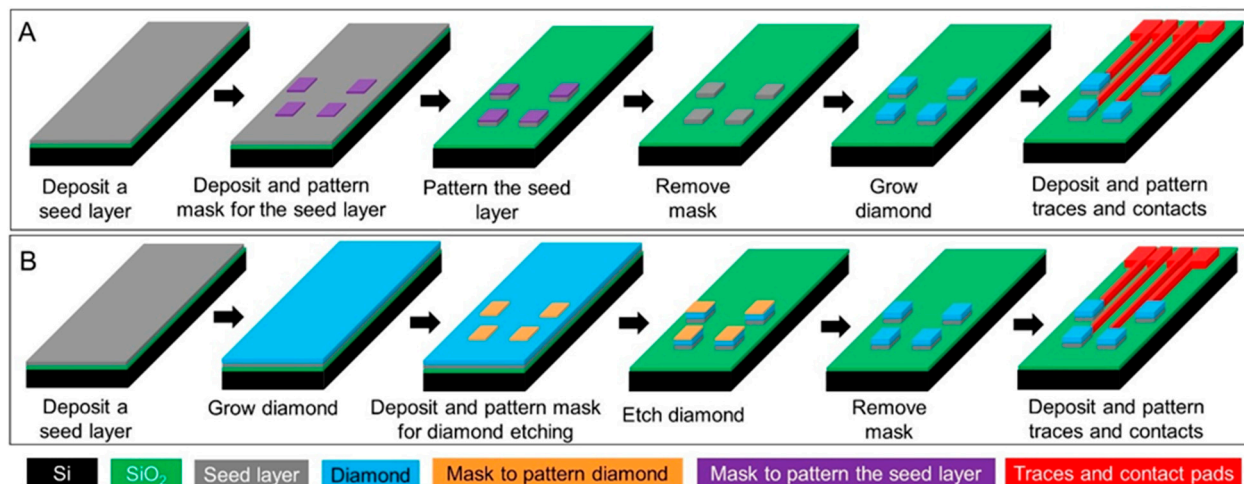 A
Deposit a
seed layer
Deposit and pattern
mask for the seed layer
Pattern the seed
layer
Remove
mask
Grow
diamond
Deposit and pattern
traces and contacts
B
Deposit a
seed layer
Grow diamond
Deposit and pattern mask
for diamond etching
Etch diamond
Remove
mask
Deposit and pattern
traces and contacts
Si
SiO₂
Seed layer
Diamond
Mask to pattern diamond
Mask to pattern the seed layer
Traces and contact pads